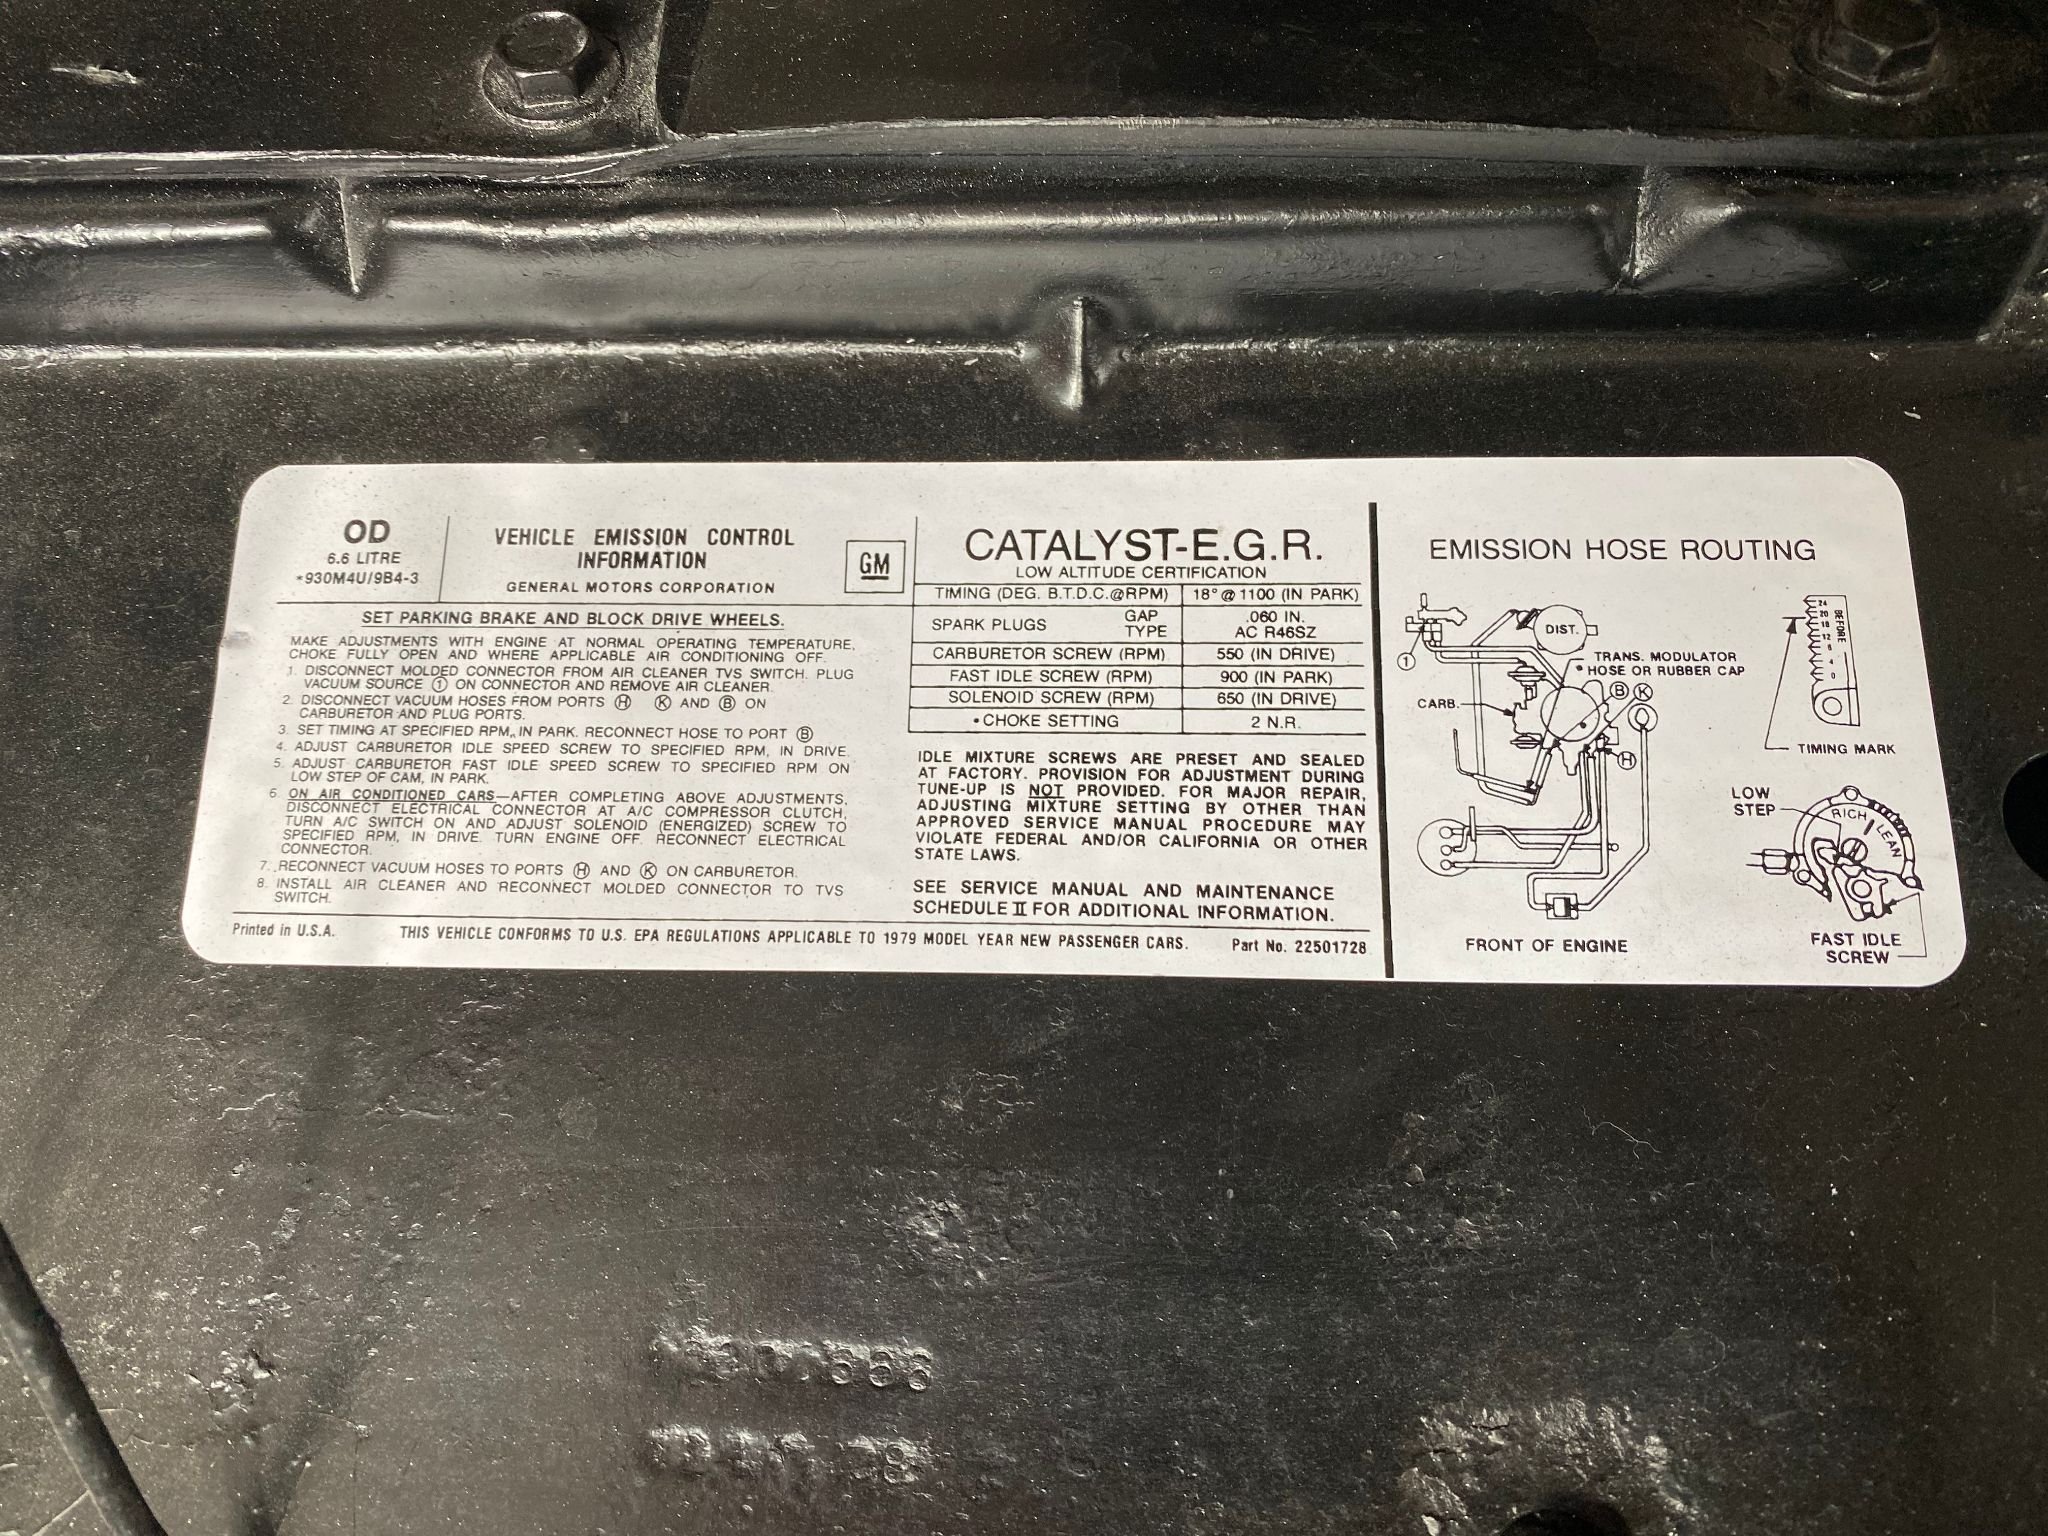 OD
6.6 LITRE
*930M4U/9B4-3
VEHICLE EMISSION CONTROL
INFORMATION
GENERAL MOTORS CORPORATION
GM
SET PARKING BRAKE AND BLOCK DRIVE WHEELS.
MAKE ADJUSTMENTS WITH ENGINE AT NORMAL OPERATING TEMPERATURE,
CHOKE FULLY OPEN AND WHERE APPLICABLE AIR CONDITIONING OFF.
1. DISCONNECT MOLDED CONNECTOR FROM AIR CLEANER TVS SWITCH. PLUG
VACUUM SOURCE ① ON CONNECTOR AND REMOVE AIR CLEANER.
2. DISCONNECT VACUUM HOSES FROM PORTS Ⓗ Ⓚ AND Ⓑ ON
CARBURETOR AND PLUG PORTS.
3. SET TIMING AT SPECIFIED RPM, IN PARK. RECONNECT HOSE TO PORT Ⓑ
4. ADJUST CARBURETOR IDLE SPEED SCREW TO SPECIFIED RPM, IN DRIVE.
5. ADJUST CARBURETOR FAST IDLE SPEED SCREW TO SPECIFIED RPM ON
LOW STEP OF CAM, IN PARK.
6. ON AIR CONDITIONED CARS—AFTER COMPLETING ABOVE ADJUSTMENTS,
DISCONNECT ELECTRICAL CONNECTOR AT A/C COMPRESSOR CLUTCH,
TURN A/C SWITCH ON AND ADJUST SOLENOID (ENERGIZED) SCREW TO
SPECIFIED RPM, IN DRIVE. TURN ENGINE OFF. RECONNECT ELECTRICAL
CONNECTOR.
7. RECONNECT VACUUM HOSES TO PORTS Ⓗ AND Ⓚ ON CARBURETOR.
8. INSTALL AIR CLEANER AND RECONNECT MOLDED CONNECTOR TO TVS
SWITCH.
CATALYST-E.G.R.
LOW ALTITUDE CERTIFICATION
TIMING (DEG. B.T.D.C.@RPM) 18° @ 1100 (IN PARK)
SPARK PLUGS GAP .060 IN.
TYPE AC R46SZ
CARBURETOR SCREW (RPM) 550 (IN DRIVE)
FAST IDLE SCREW (RPM) 900 (IN PARK)
SOLENOID SCREW (RPM) 650 (IN DRIVE)
•CHOKE SETTING 2 N.R.
IDLE MIXTURE SCREWS ARE PRESET AND SEALED
AT FACTORY. PROVISION FOR ADJUSTMENT DURING
TUNE-UP IS NOT PROVIDED. FOR MAJOR REPAIR,
ADJUSTING MIXTURE SETTING BY OTHER THAN
APPROVED SERVICE MANUAL PROCEDURE MAY
VIOLATE FEDERAL AND/OR CALIFORNIA OR OTHER
STATE LAWS.
SEE SERVICE MANUAL AND MAINTENANCE
SCHEDULE II FOR ADDITIONAL INFORMATION.
Printed in U.S.A. THIS VEHICLE CONFORMS TO U.S. EPA REGULATIONS APPLICABLE TO 1979 MODEL YEAR NEW PASSENGER CARS. Part No. 22501728
EMISSION HOSE ROUTING
DIST.
①
TRANS. MODULATOR
• HOSE OR RUBBER CAP
Ⓑ Ⓚ
CARB.
Ⓗ
FRONT OF ENGINE
24
20
18
12
8
4
0
BEFORE
TIMING MARK
LOW
STEP
RICH
LEAN
FAST IDLE
SCREW